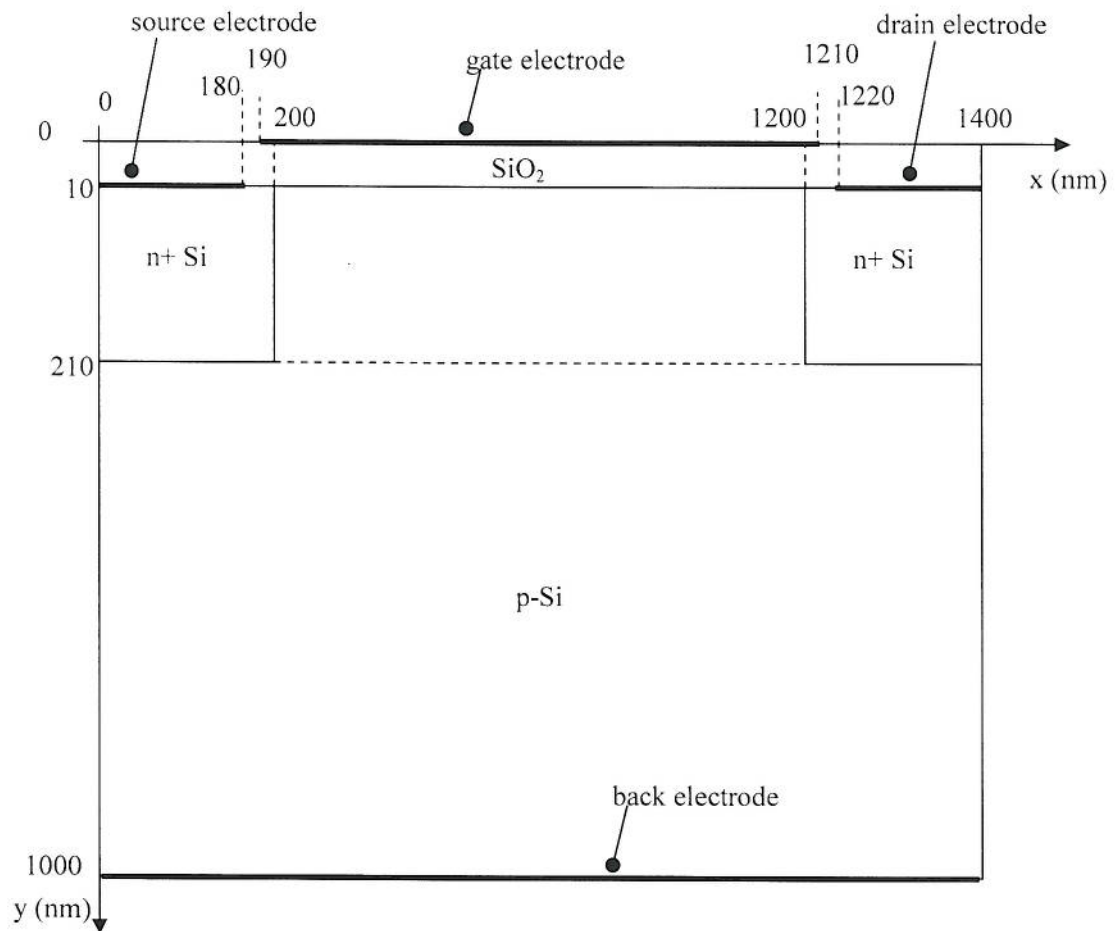 source electrode
drain electrode
190
gate electrode
1210
180
1220
0
200
1200
1400
0
SiO2
x (nm)
10
n+ Si
n+ Si
210
p-Si
back electrode
1000
y (nm)